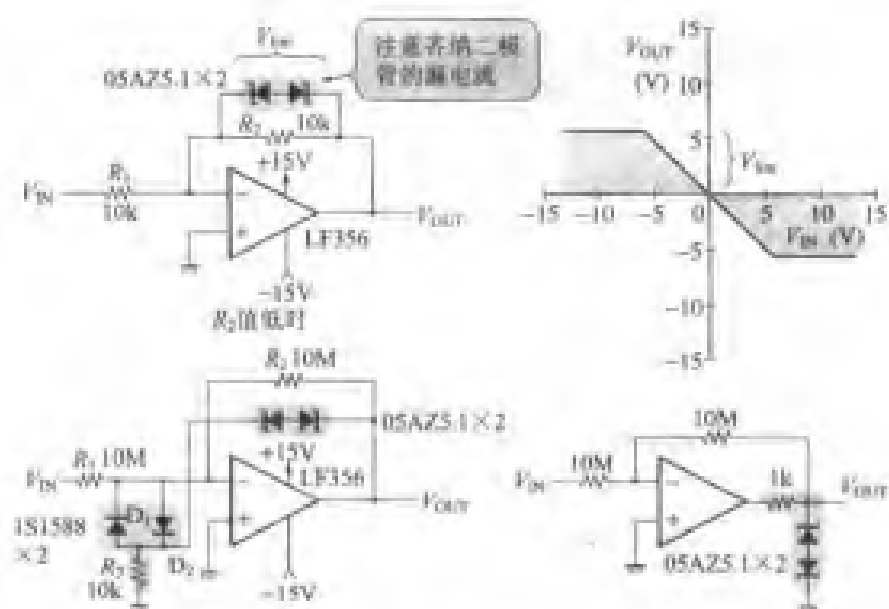 V_lim
注意齐纳二极
管的漏电流
05AZ5.1×2
R₂ 10k
+15V
V_IN
R₁
10k
−
+
LF356
V_OUT
−15V
R₂值低时
V_OUT
(V)
15
10
5
V_lim
−15 −10 −5 0 5 10 15
V_IN (V)
−5
−10
−15
R₂ 10M
05AZ5.1×2
+15V
V_IN
R₁ 10M
−
+
LF356
V_OUT
1S1588
×2
D₁
D₂
R₃
10k
−15V
10M
V_IN
10M
−
+
1k
V_OUT
05AZ5.1×2